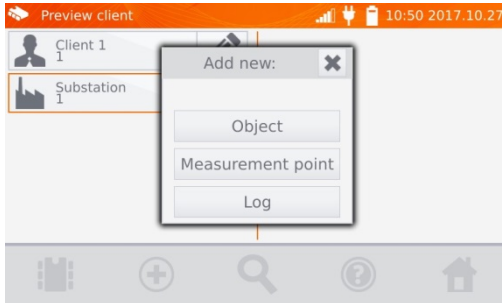 Preview client
10:50 2017.10.27
Client 1
1
Substation
1
Add new:
Object
Measurement point
Log